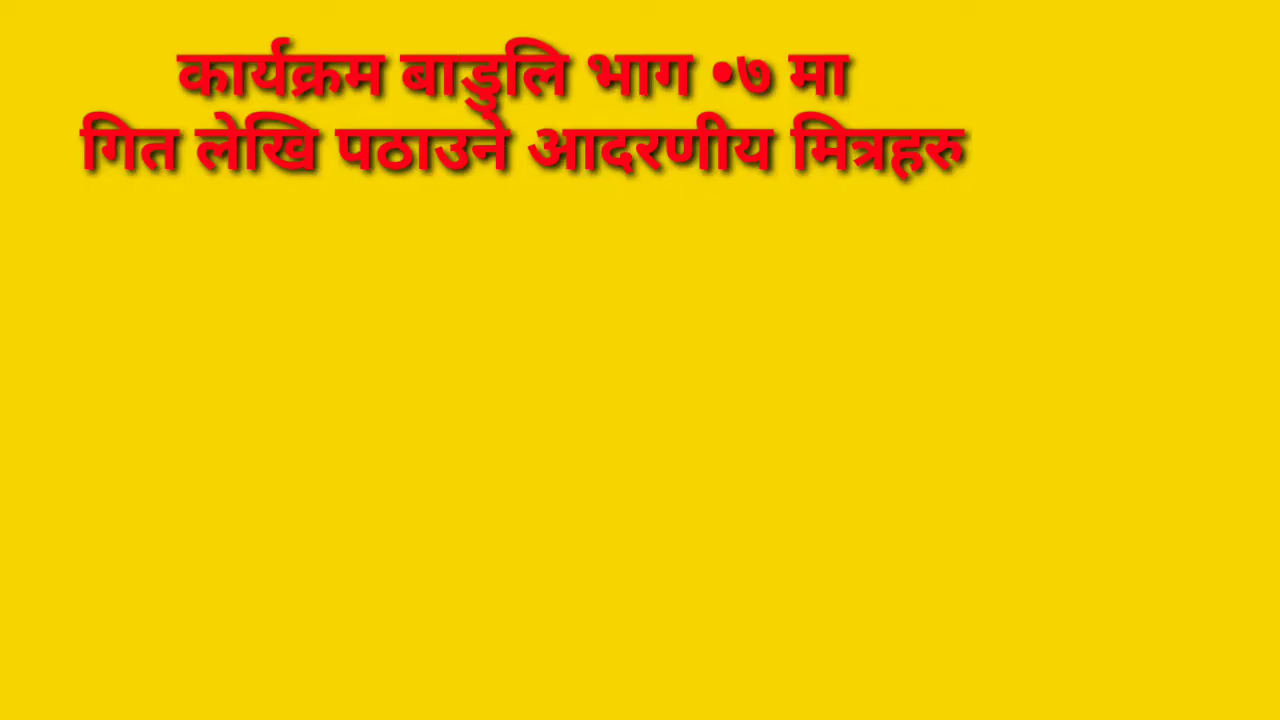 कार्यक्रम बाडुलि भाग •७ मा
गित लेखि पठाउने आदरणीय मित्रहरु